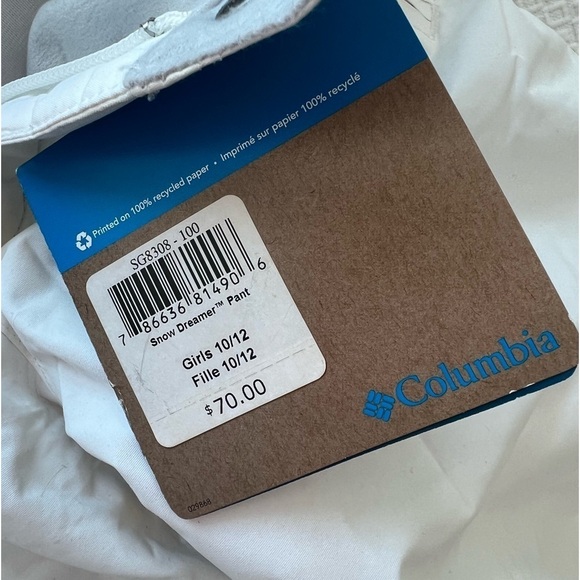 Printed on 100% recycled paper • Imprimé sur papier 100% recyclé
SG8308 - 100
7 86636 81490 6
Snow Dreamer™ Pant
Girls 10/12
Fille 10/12
$70.00
Columbia
029868